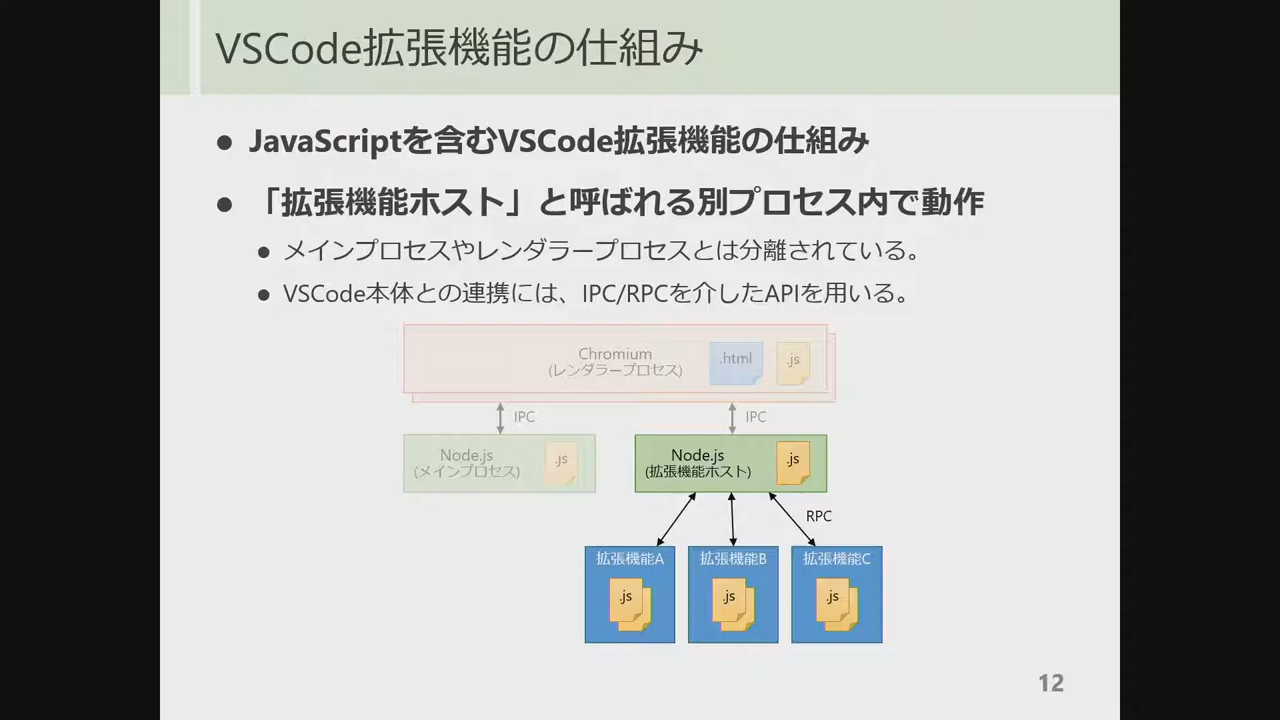 VSCode拡張機能の仕組み
● JavaScriptを含むVSCode拡張機能の仕組み
● 「拡張機能ホスト」と呼ばれる別プロセス内で動作
● メインプロセスやレンダラープロセスとは分離されている。
● VSCode本体との連携には、IPC/RPCを介したAPIを用いる。
Chromium
(レンダラープロセス)
.html
.js
IPC
IPC
Node.js
(メインプロセス)
.js
Node.js
(拡張機能ホスト)
.js
RPC
拡張機能A
.js
拡張機能B
.js
拡張機能C
.js
12